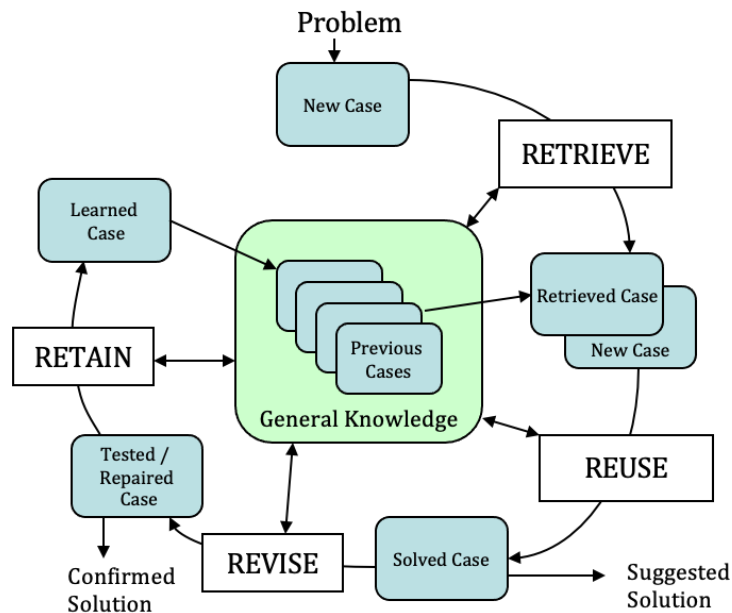 Problem
New Case
RETRIEVE
Learned
Case
Retrieved Case
New Case
Previous
Cases
General Knowledge
RETAIN
REUSE
Tested /
Repaired
Case
REVISE
Solved Case
Confirmed
Solution
Suggested
Solution